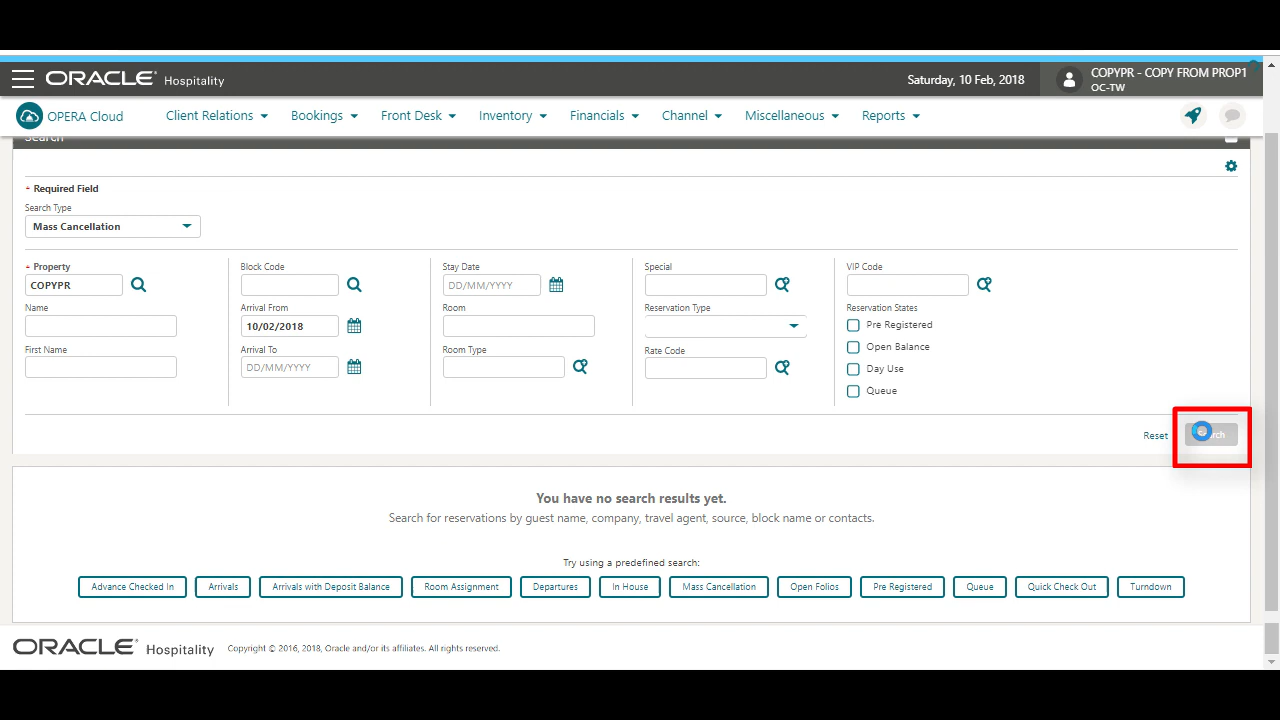 ORACLE® Hospitality
Saturday, 10 Feb, 2018
COPYPR - COPY FROM PROP1
OC-TW
OPERA Cloud
Client Relations
Bookings
Front Desk
Inventory
Financials
Channel
Miscellaneous
Reports
Search
* Required Field
Search Type
Mass Cancellation
* Property
COPYPR
Name
First Name
Block Code
Arrival From
10/02/2018
Arrival To
DD/MM/YYYY
Stay Date
DD/MM/YYYY
Room
Room Type
Special
Reservation Type
Rate Code
VIP Code
Reservation States
Pre Registered
Open Balance
Day Use
Queue
Reset
You have no search results yet.
Search for reservations by guest name, company, travel agent, source, block name or contacts.
Try using a predefined search:
Advance Checked In
Arrivals
Arrivals with Deposit Balance
Room Assignment
Departures
In House
Mass Cancellation
Open Folios
Pre Registered
Queue
Quick Check Out
Turndown
ORACLE® Hospitality
Copyright © 2016, 2018, Oracle and/or its affiliates. All rights reserved.